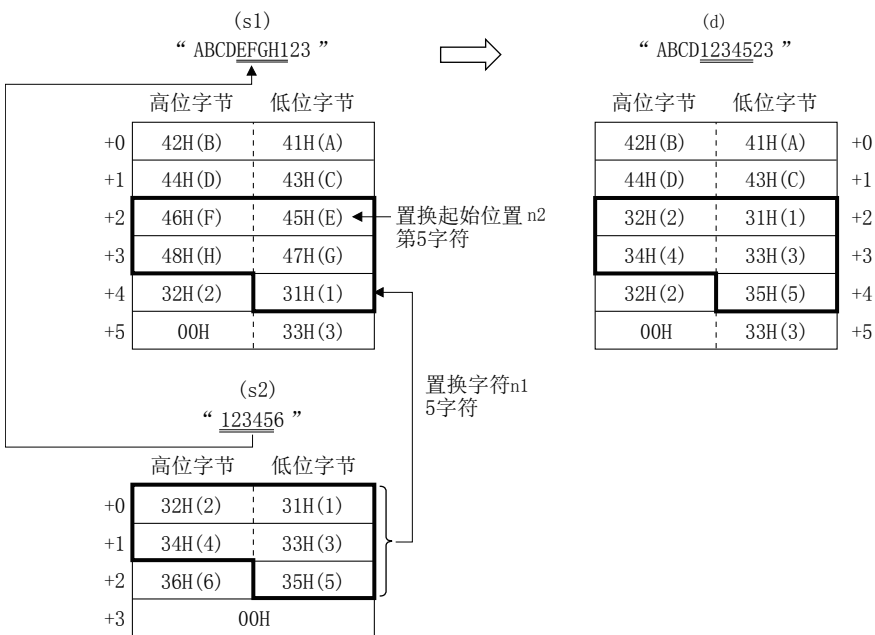 (s1)
“ ABCDEFGH123 ”
高位字节 低位字节
+0 42H(B) 41H(A)
+1 44H(D) 43H(C)
+2 46H(F) 45H(E)
+3 48H(H) 47H(G)
+4 32H(2) 31H(1)
+5 00H 33H(3)
置换起始位置n2
第5字符
(d)
“ ABCD1234523 ”
高位字节 低位字节
42H(B) 41H(A) +0
44H(D) 43H(C) +1
32H(2) 31H(1) +2
34H(4) 33H(3) +3
32H(2) 35H(5) +4
00H 33H(3) +5
置换字符n1
5字符
(s2)
“ 123456 ”
高位字节 低位字节
+0 32H(2) 31H(1)
+1 34H(4) 33H(3)
+2 36H(6) 35H(5)
+3 00H